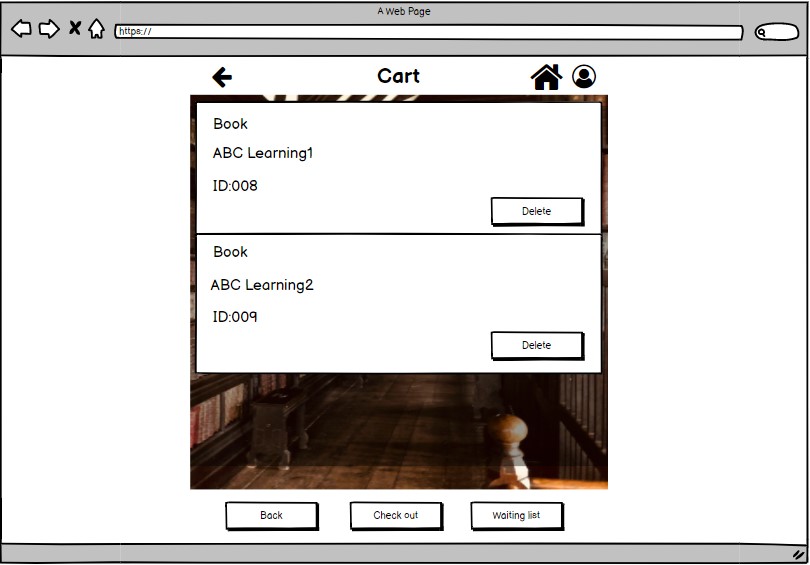 A Web Page
https://
Cart
Book
ABC Learning1
ID:008
Delete
Book
ABC Learning2
ID:009
Delete
Back
Check out
Waiting list